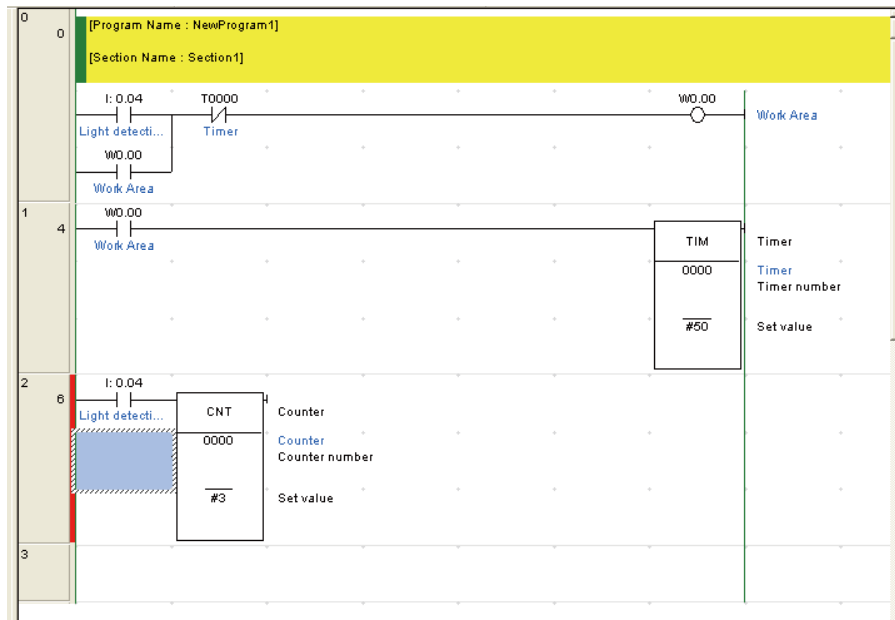 0
0
[Program Name : NewProgram1]
[Section Name : Section1]
I: 0.04 T0000 W0.00
Light detecti... Timer Work Area
W0.00
Work Area
1
4
W0.00
Work Area
TIM Timer
0000 Timer
Timer number
#50 Set value
2
6
I: 0.04
Light detecti...
CNT Counter
0000 Counter
Counter number
#3 Set value
3